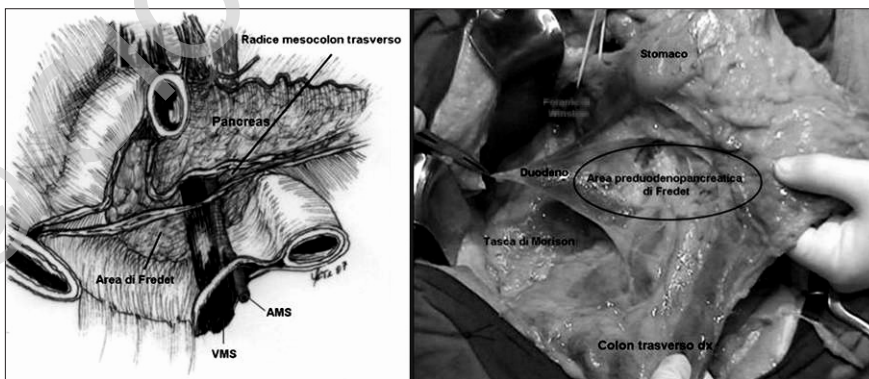 Radice mesocolon trasverso
Pancreas
Area di Fredet
AMS
VMS
Stomaco
Winslow
Duodeno
Area preduodenopancreatica
di Fredet
Tasca di Morison
Colon trasverso dx